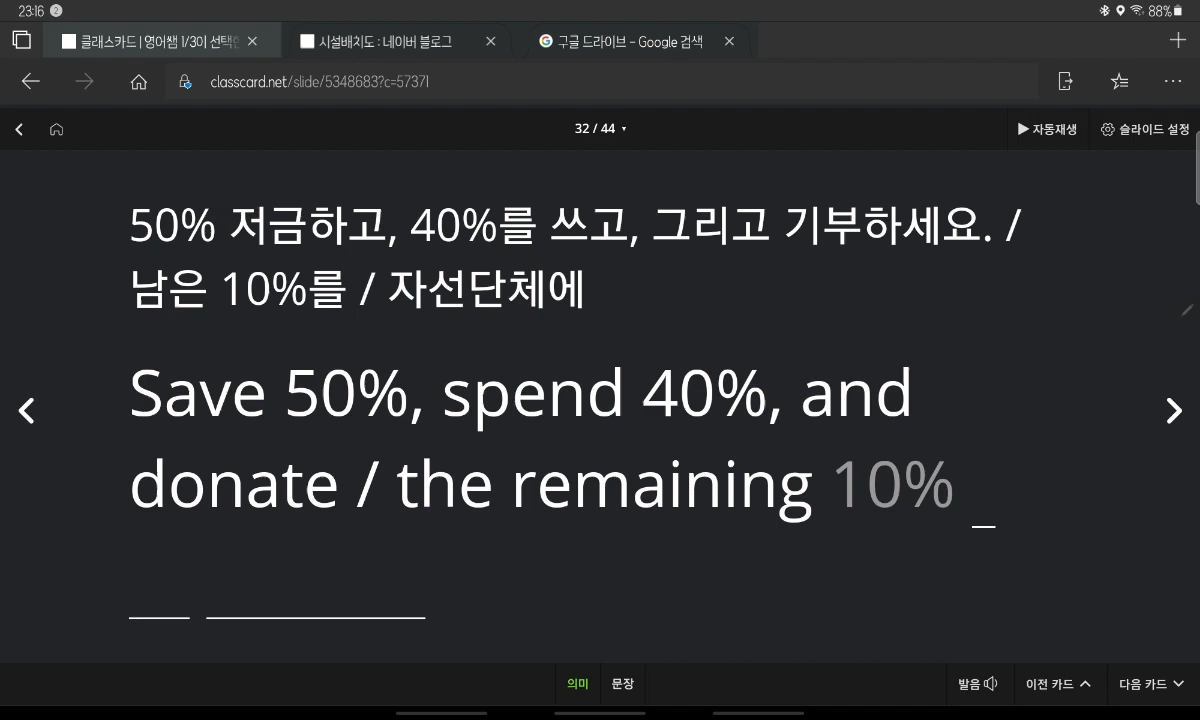 23:16 2 88%
클래스카드 | 영어쌤 1/3이 선택한
시설배치도 : 네이버 블로그
구글 드라이브 - Google 검색
classcard.net/slide/5348683?c=57371
32 / 44
자동재생
슬라이드 설정
50% 저금하고, 40%를 쓰고, 그리고 기부하세요. /
남은 10%를 / 자선단체에
Save 50%, spend 40%, and
donate / the remaining 10%
의미
문장
발음
이전 카드
다음 카드